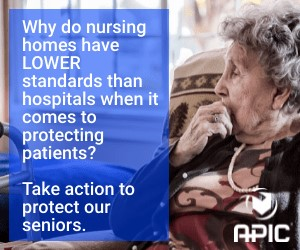 Why do nursing
homes have
LOWER
standards than
hospitals when it
comes to
protecting
patients?
Take action to
protect our
seniors.
APIC